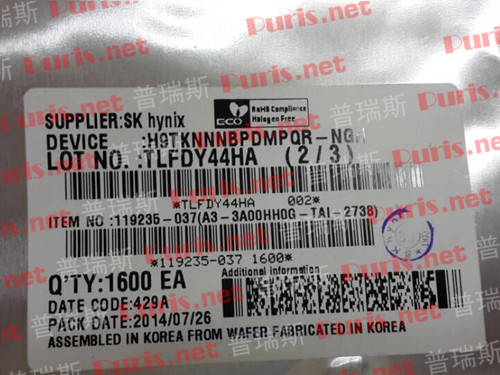 Puris.net
普瑞斯
ECO
RoHS Compliance
Halogen Free
SUPPLIER:SK hynix
DEVICE :H9TKNNNBPDMPQR-NG
LOT NO.:TLFDY44HA (2/3)
*TLFDY44HA 002*
ITEM NO :119235-037(A3-3A00HH0G-TAI-2738)
*119235-037 1600*
Additional information
Q'TY:1600 EA
DATE CODE:429A
PACK DATE:2014/07/26
ASSEMBLED IN KOREA FROM WAFER FABRICATED IN KOREA